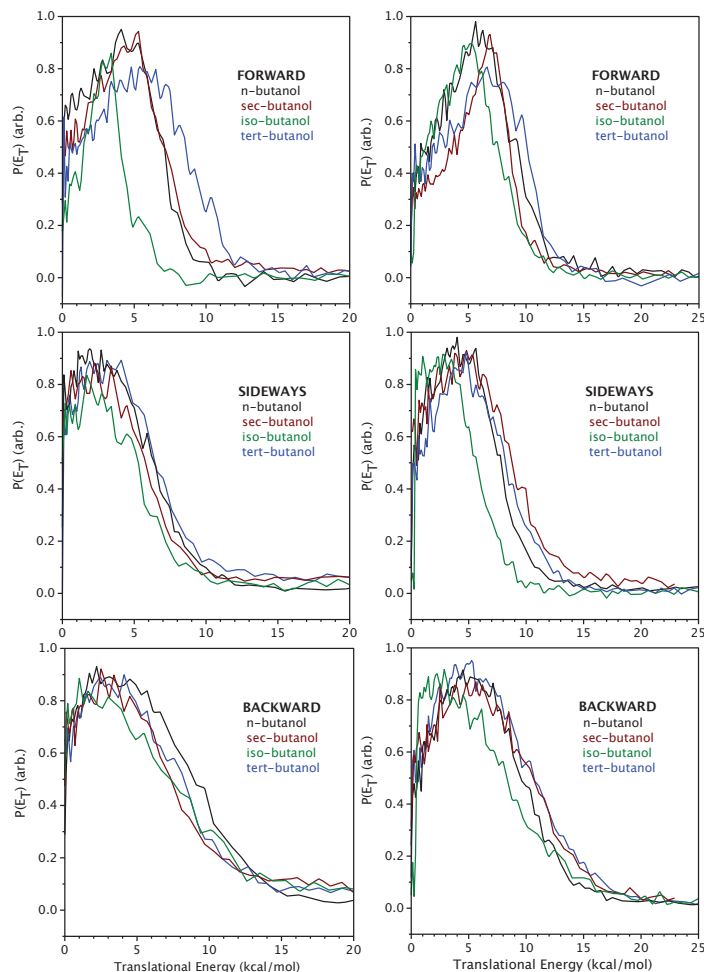 1.0
0.8
0.6
0.4
0.2
0.0
P(E_T) (arb.)
FORWARD
n-butanol
sec-butanol
iso-butanol
tert-butanol
0 5 10 15 20
1.0
0.8
0.6
0.4
0.2
0.0
P(E_T) (arb.)
FORWARD
n-butanol
sec-butanol
iso-butanol
tert-butanol
0 5 10 15 20 25
1.0
0.8
0.6
0.4
0.2
0.0
P(E_T) (arb.)
SIDEWAYS
n-butanol
sec-butanol
iso-butanol
tert-butanol
0 5 10 15 20
1.0
0.8
0.6
0.4
0.2
0.0
P(E_T) (arb.)
SIDEWAYS
n-butanol
sec-butanol
iso-butanol
tert-butanol
0 5 10 15 20 25
1.0
0.8
0.6
0.4
0.2
0.0
P(E_T) (arb.)
BACKWARD
n-butanol
sec-butanol
iso-butanol
tert-butanol
0 5 10 15 20
Translational Energy (kcal/mol)
1.0
0.8
0.6
0.4
0.2
0.0
P(E_T) (arb.)
BACKWARD
n-butanol
sec-butanol
iso-butanol
tert-butanol
0 5 10 15 20 25
Translational Energy (kcal/mol)